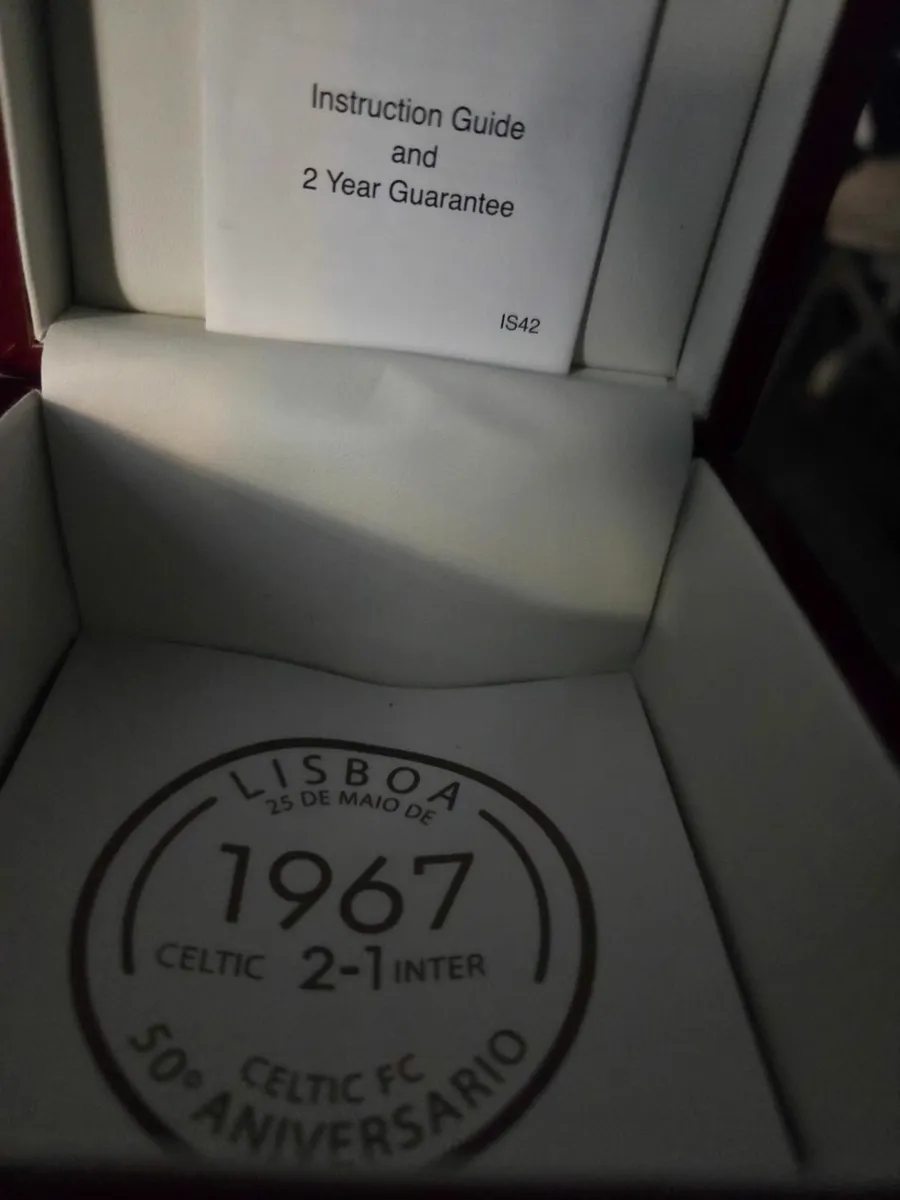 Instruction Guide
and
2 Year Guarantee
IS42
LISBOA
25 DE MAIO DE
1967
CELTIC 2-1 INTER
CELTIC FC
50º ANIVERSARIO